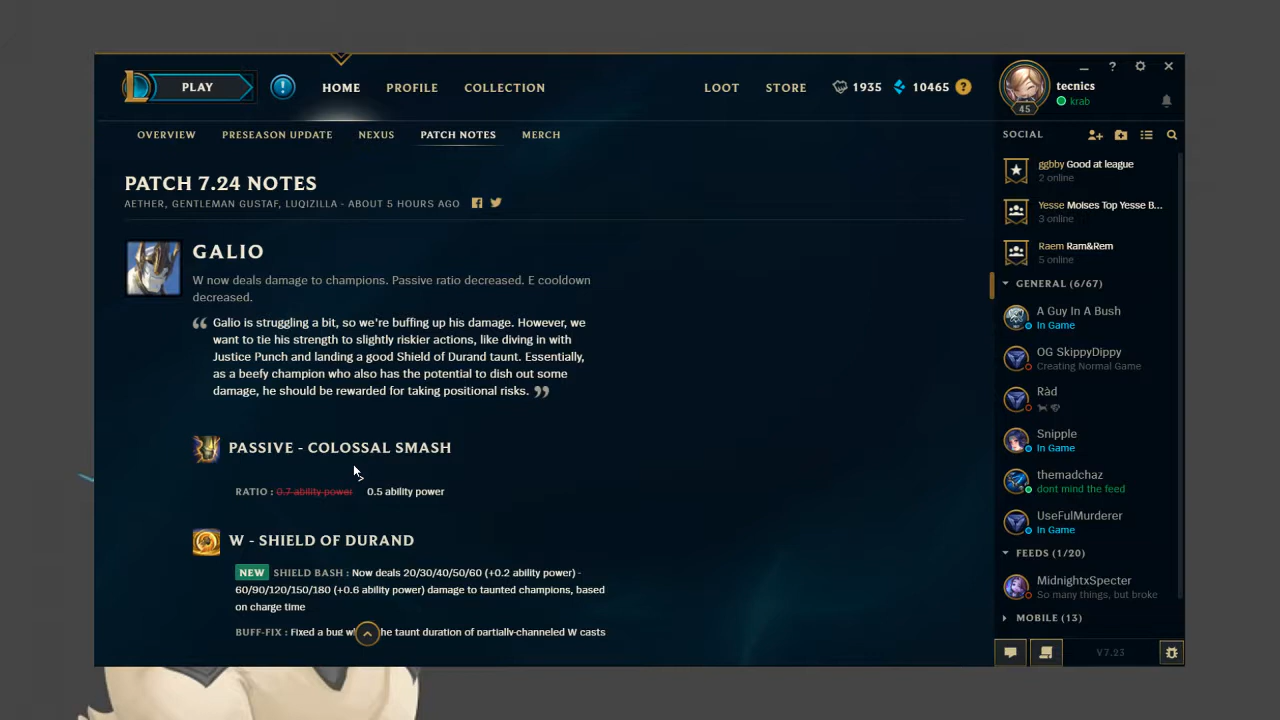 PLAY
HOME
PROFILE
COLLECTION
LOOT
STORE
1935
10465
?
?
45
tecnics
krab
OVERVIEW
PRESEASON UPDATE
NEXUS
PATCH NOTES
MERCH
PATCH 7.24 NOTES
AETHER, GENTLEMAN GUSTAF, LUQIZILLA - ABOUT 5 HOURS AGO
GALIO
W now deals damage to champions. Passive ratio decreased. E cooldown
decreased.
Galio is struggling a bit, so we're buffing up his damage. However, we
want to tie his strength to slightly riskier actions, like diving in with
Justice Punch and landing a good Shield of Durand taunt. Essentially,
as a beefy champion who also has the potential to dish out some
damage, he should be rewarded for taking positional risks.
PASSIVE - COLOSSAL SMASH
RATIO : 0.7 ability power 0.5 ability power
W - SHIELD OF DURAND
NEW SHIELD BASH : Now deals 20/30/40/50/60 (+0.2 ability power) -
60/90/120/150/180 (+0.6 ability power) damage to taunted champions, based
on charge time
BUFF-FIX : Fixed a bug he taunt duration of partially-channeled W casts
SOCIAL
ggbby Good at league
2 online
Yesse Moises Top Yesse B...
3 online
Raem Ram&Rem
5 online
GENERAL (6/67)
A Guy In A Bush
In Game
OG SkippyDippy
Creating Normal Game
Ràd
Snipple
In Game
themadchaz
dont mind the feed
UseFulMurderer
In Game
FEEDS (1/20)
MidnightxSpecter
So many things, but broke
MOBILE (13)
V7.23